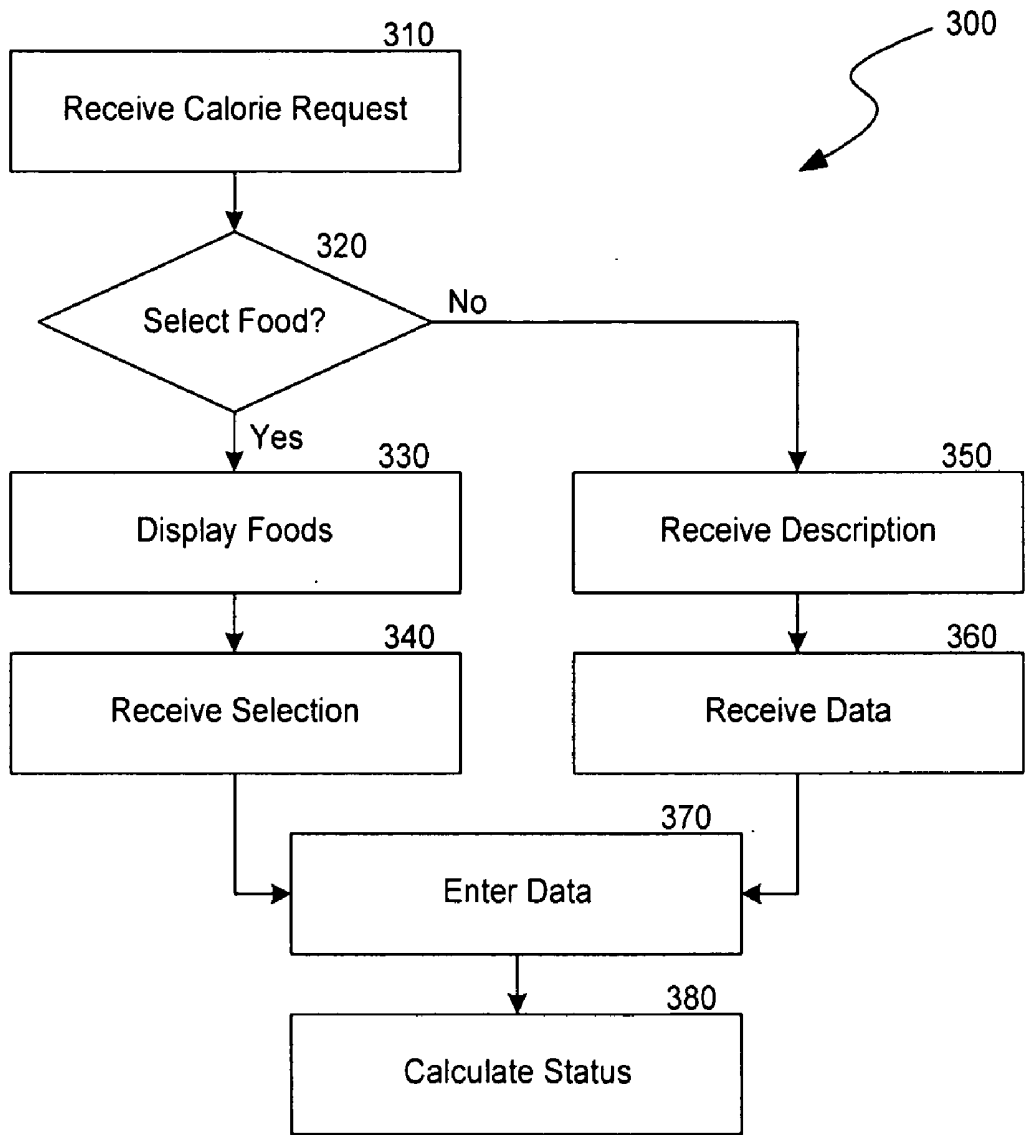 300
310
Receive Calorie Request
320
Select Food?
No
Yes
330
Display Foods
350
Receive Description
340
Receive Selection
360
Receive Data
370
Enter Data
380
Calculate Status